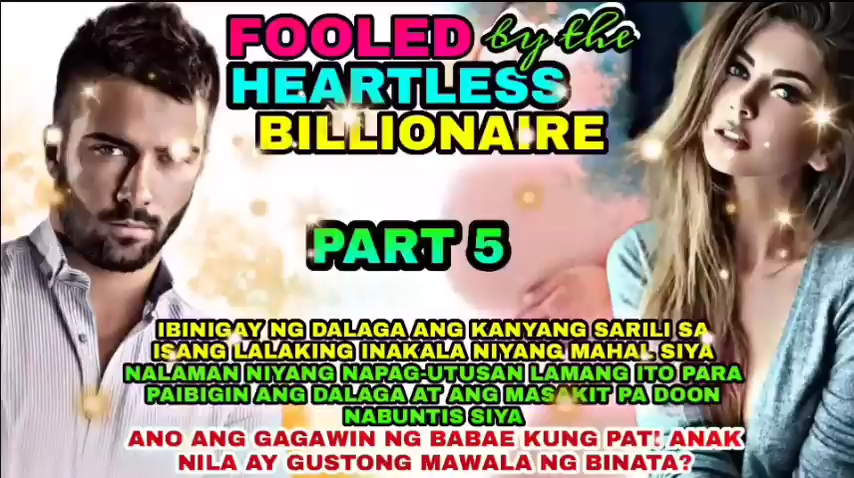 FOOLED by the
HEARTLESS
BILLIONAIRE
PART 5
IBINIGAY NG DALAGA ANG KANYANG SARILI SA
ISANG LALAKING INAKALA NIYANG MAHAL SIYA
NALAMAN NIYANG NAPAG-UTUSAN LAMANG ITO PARA
PAIBIGIN ANG DALAGA AT ANG MASAKIT PA DOON
NABUNTIS SIYA
ANO ANG GAGAWIN NG BABAE KUNG PATI ANAK
NILA AY GUSTONG MAWALA NG BINATA?